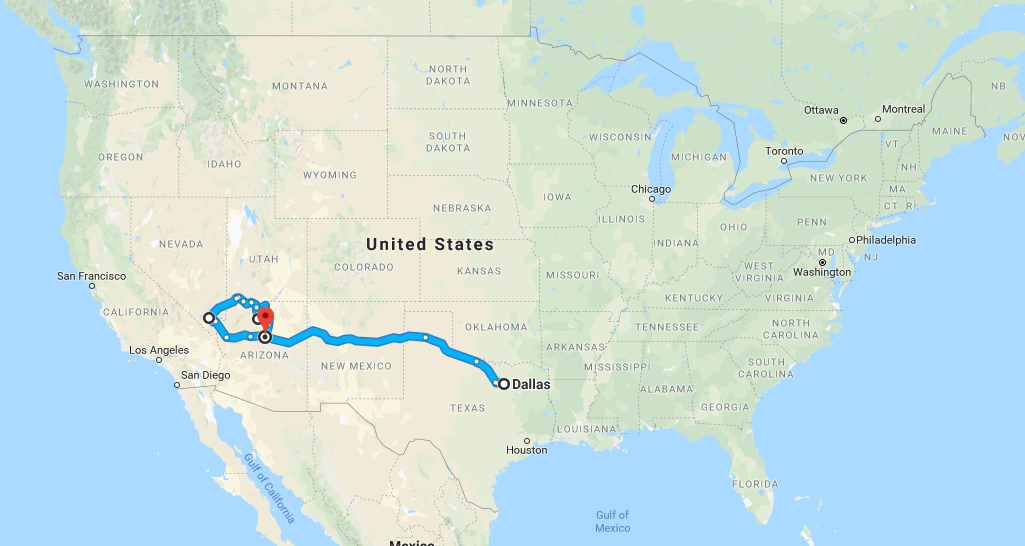 WASHINGTON
MONTANA
NORTH
DAKOTA
MINNESOTA
Ottawa
Montreal
NB
MAINE
NOV
OREGON
IDAHO
SOUTH
DAKOTA
WISCONSIN
MICHIGAN
Toronto
VT
NH
WYOMING
NEW YORK
MA
CT
RI
Chicago
IOWA
NEBRASKA
ILLINOIS
INDIANA
OHIO
PENN
Philadelphia
NEVADA
United States
UTAH
COLORADO
KANSAS
MISSOURI
WEST
VIRGINIA
MD
NJ
Washington
San Francisco
CALIFORNIA
KENTUCKY
VIRGINIA
OKLAHOMA
TENNESSEE
NORTH
CAROLINA
Los Angeles
ARIZONA
NEW MEXICO
ARKANSAS
MISSISSIPPI
SOUTH
CAROLINA
San Diego
Dallas
ALABAMA
GEORGIA
TEXAS
LOUISIANA
Houston
Gulf of California
FLORIDA
Gulf of
Mexico
Mexico